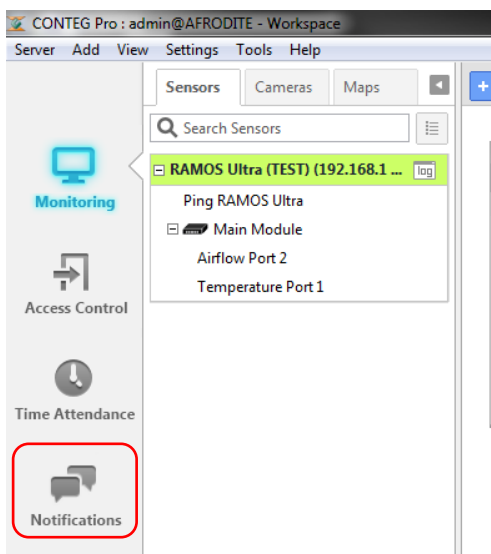 CONTEG Pro : admin@AFRODITE - Workspace
Server Add View Settings Tools Help
Sensors Cameras Maps
Search Sensors
RAMOS Ultra (TEST) (192.168.1 ... log
Ping RAMOS Ultra
Main Module
Airflow Port 2
Temperature Port 1
Monitoring
Access Control
Time Attendance
Notifications